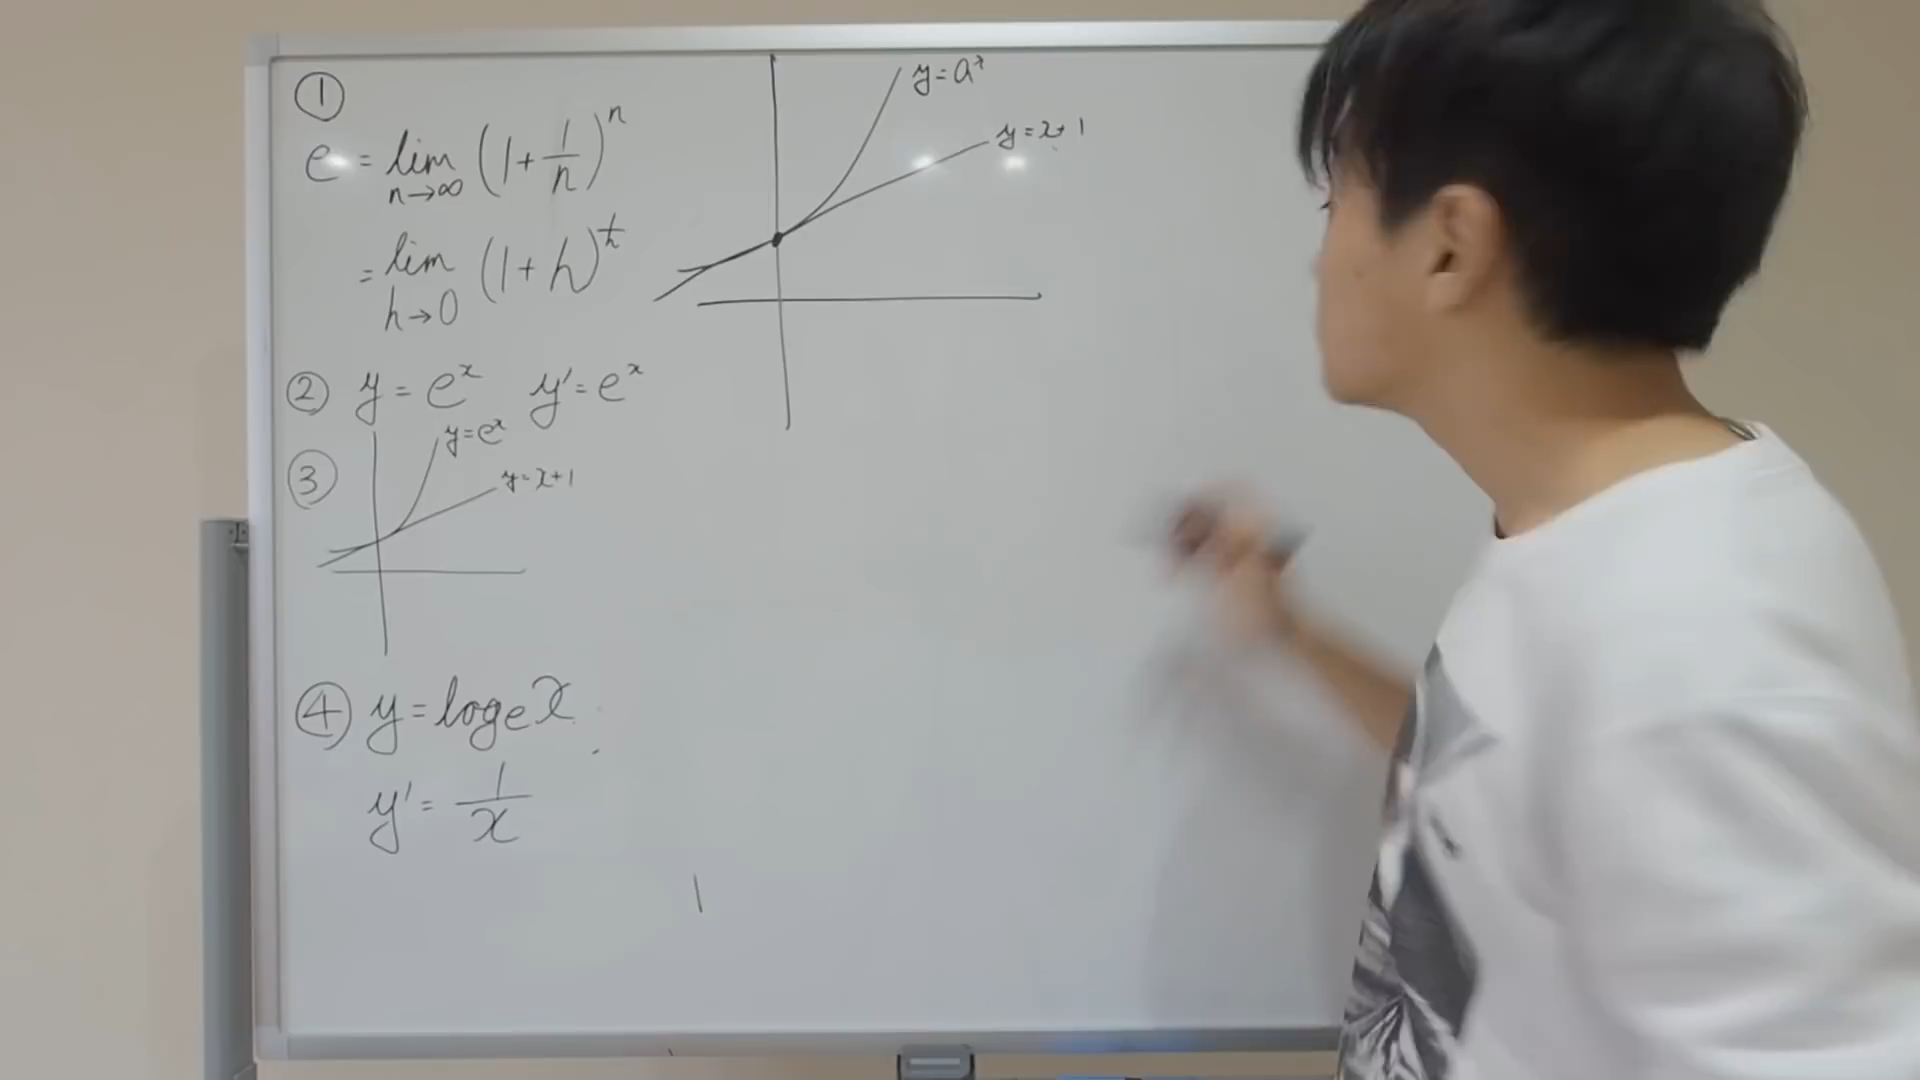 ①
e = lim n→∞ (1+1/n)^n
= lim h→0 (1+h)^1/h
② y = e^x y' = e^x
③
y=e^x
y=x+1
④ y = log e x
y' = 1/x
y=a^x
y=x+1